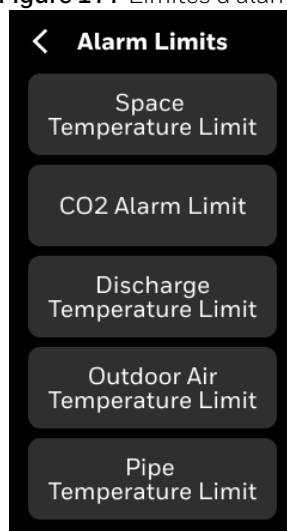 Alarm Limits
Space
Temperature Limit
CO2 Alarm Limit
Discharge
Temperature Limit
Outdoor Air
Temperature Limit
Pipe
Temperature Limit